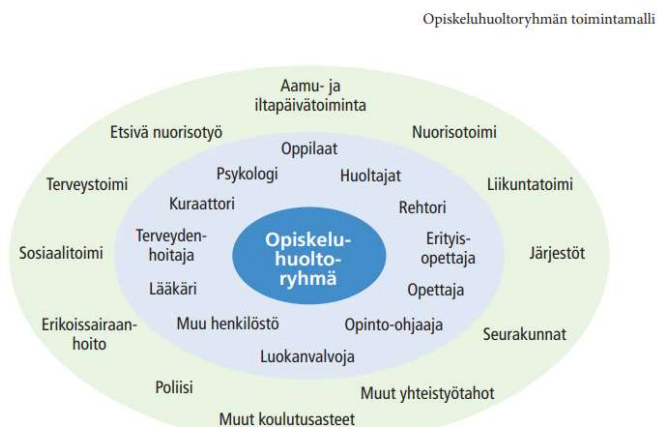 Opiskeluhuoltoryhmän toimintamalli
Aamu- ja
iltapäivätoiminta
Etsivä nuorisotyö
Nuorisotoimi
Oppilaat
Psykologi
Huoltajat
Terveystoimi
Liikuntatoimi
Kuraattori
Rehtori
Sosiaalitoimi
Terveyden-
hoitaja
Opiskelu-
huolto-
ryhmä
Erityis-
opettaja
Järjestöt
Lääkäri
Opettaja
Erikoissairaan-
hoito
Muu henkilöstö
Opinto-ohjaaja
Seurakunnat
Luokanvalvoja
Poliisi
Muut yhteistyötahot
Muut koulutusasteet